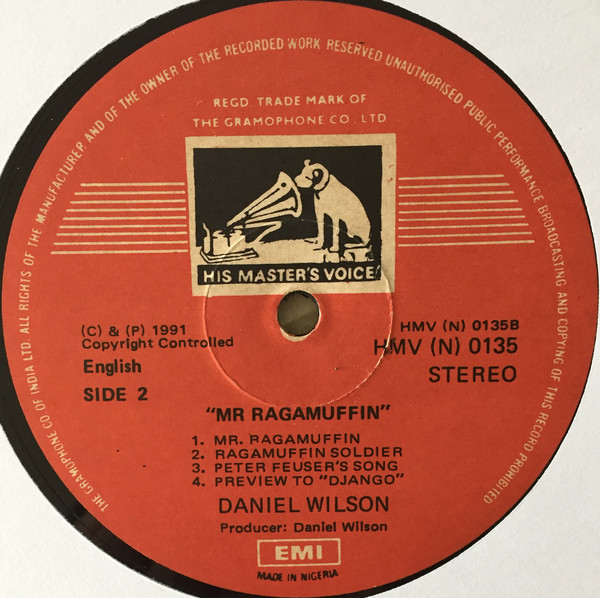 THE GRAMOPHONE CO OF INDIA LTD. ALL RIGHTS OF THE MANUFACTURER AND OF THE OWNER OF THE RECORDED WORK RESERVED UNAUTHORISED PUBLIC PERFORMANCE BROADCASTING AND COPYING OF THIS RECORD PROHIBITED
REGD TRADE MARK OF
THE GRAMOPHONE CO. LTD
HIS MASTER'S VOICE
(C) & (P) 1991
Copyright Controlled
English
SIDE 2
HMV (N) 0135B
HMV (N) 0135
STEREO
"MR RAGAMUFFIN"
1. MR. RAGAMUFFIN
2. RAGAMUFFIN SOLDIER
3. PETER FEUSER'S SONG
4. PREVIEW TO "DJANGO"
DANIEL WILSON
Producer: Daniel Wilson
EMI
MADE IN NIGERIA